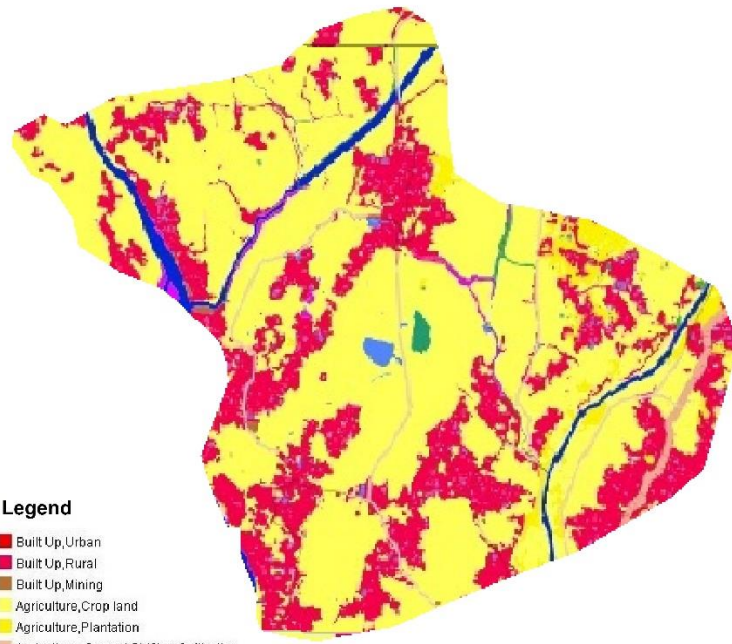 Legend
Built Up,Urban
Built Up,Rural
Built Up,Mining
Agriculture,Crop land
Agriculture,Plantation